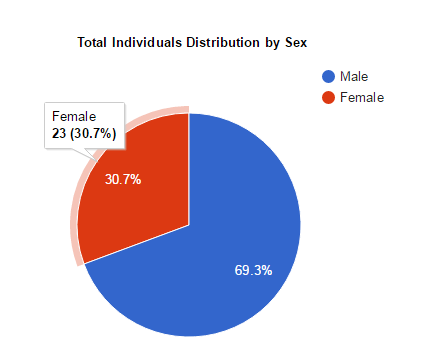 Total Individuals Distribution by Sex
Male
Female
Female
23 (30.7%)
30.7%
69.3%